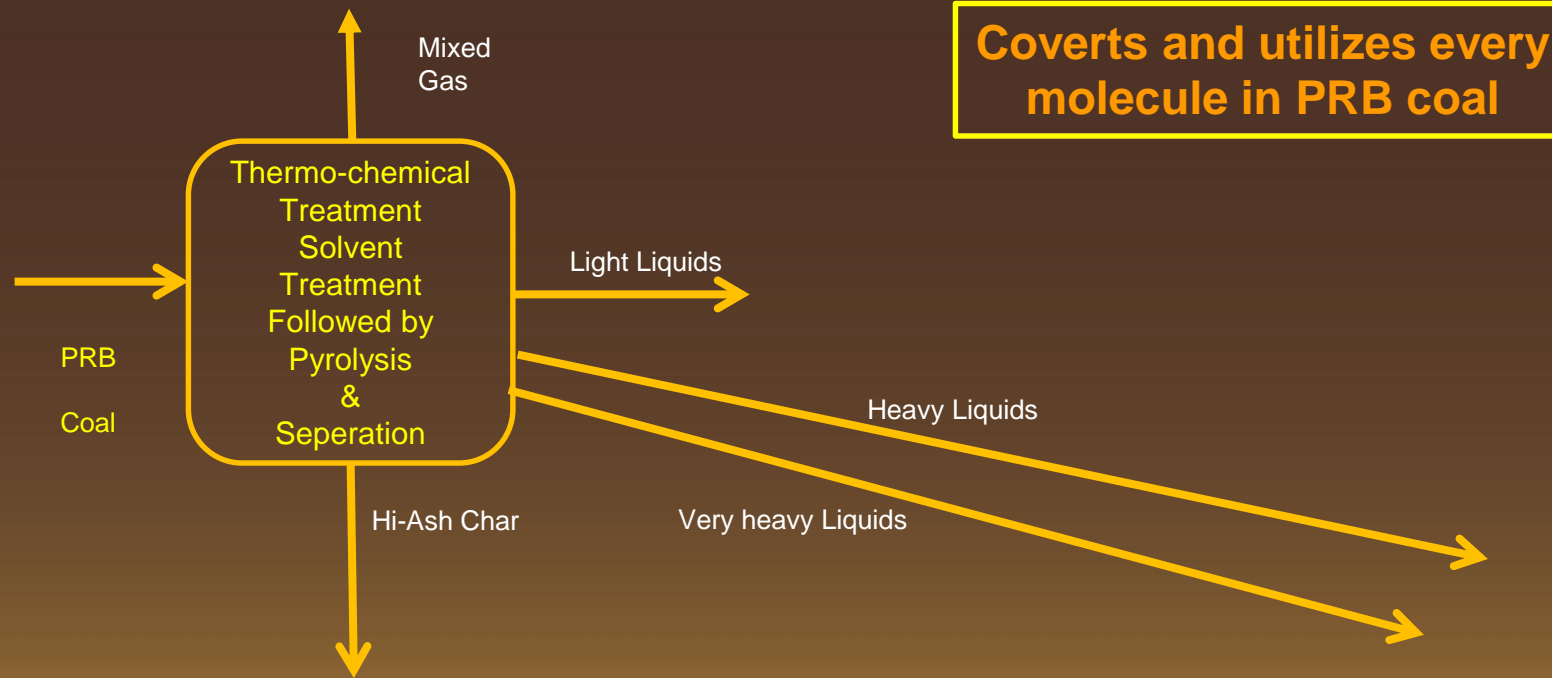 Mixed
Gas
Coverts and utilizes every
molecule in PRB coal
Thermo-chemical
Treatment
Solvent
Treatment
Followed by
Pyrolysis
&
Seperation
Light Liquids
PRB
Coal
Heavy Liquids
Hi-Ash Char
Very heavy Liquids